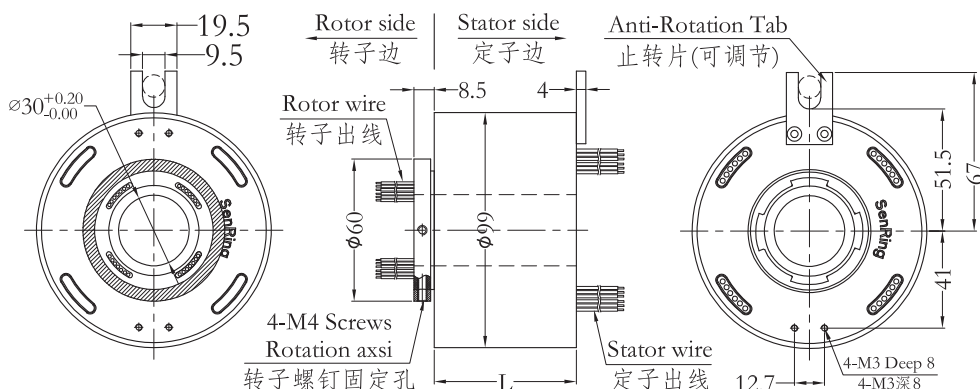 19.5
9.5
⌀30+0.20
-0.00
SenRing
Rotor side
转子边
Stator side
定子边
8.5
4
Rotor wire
转子出线
ϕ60
ϕ99
4-M4 Screws
Rotation axsi
转子螺钉固定孔
L
Stator wire
定子出线
Anti-Rotation Tab
止转片(可调节)
SenRing
51.5
67
41
12.7
4-M3 Deep 8
4-M3深8